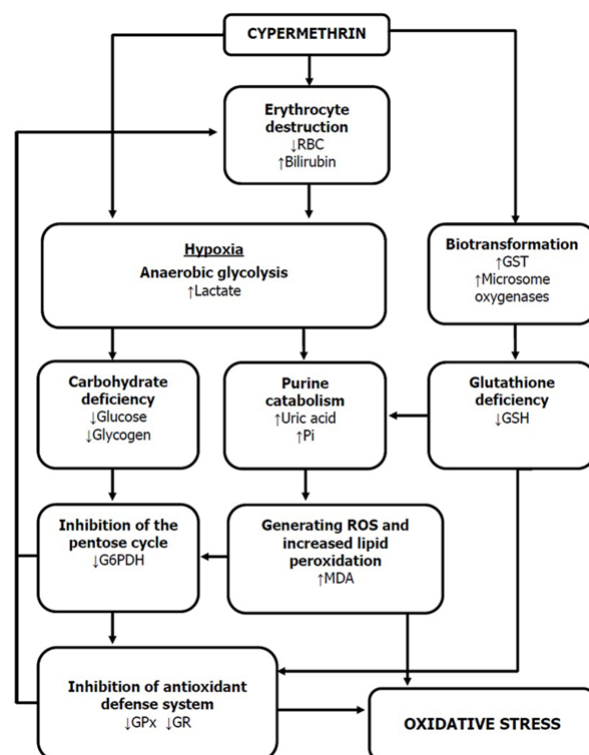 CYPERMETHRIN
Erythrocyte
destruction
↓RBC
↑Bilirubin
Hypoxia
Anaerobic glycolysis
↑Lactate
Biotransformation
↑GST
↑Microsome
oxygenases
Carbohydrate
deficiency
↓Glucose
↓Glycogen
Purine
catabolism
↑Uric acid
↑Pi
Glutathione
deficiency
↓GSH
Inhibition of the
pentose cycle
↓G6PDH
Generating ROS and
increased lipid
peroxidation
↑MDA
Inhibition of antioxidant
defense system
↓GPx ↓GR
OXIDATIVE STRESS